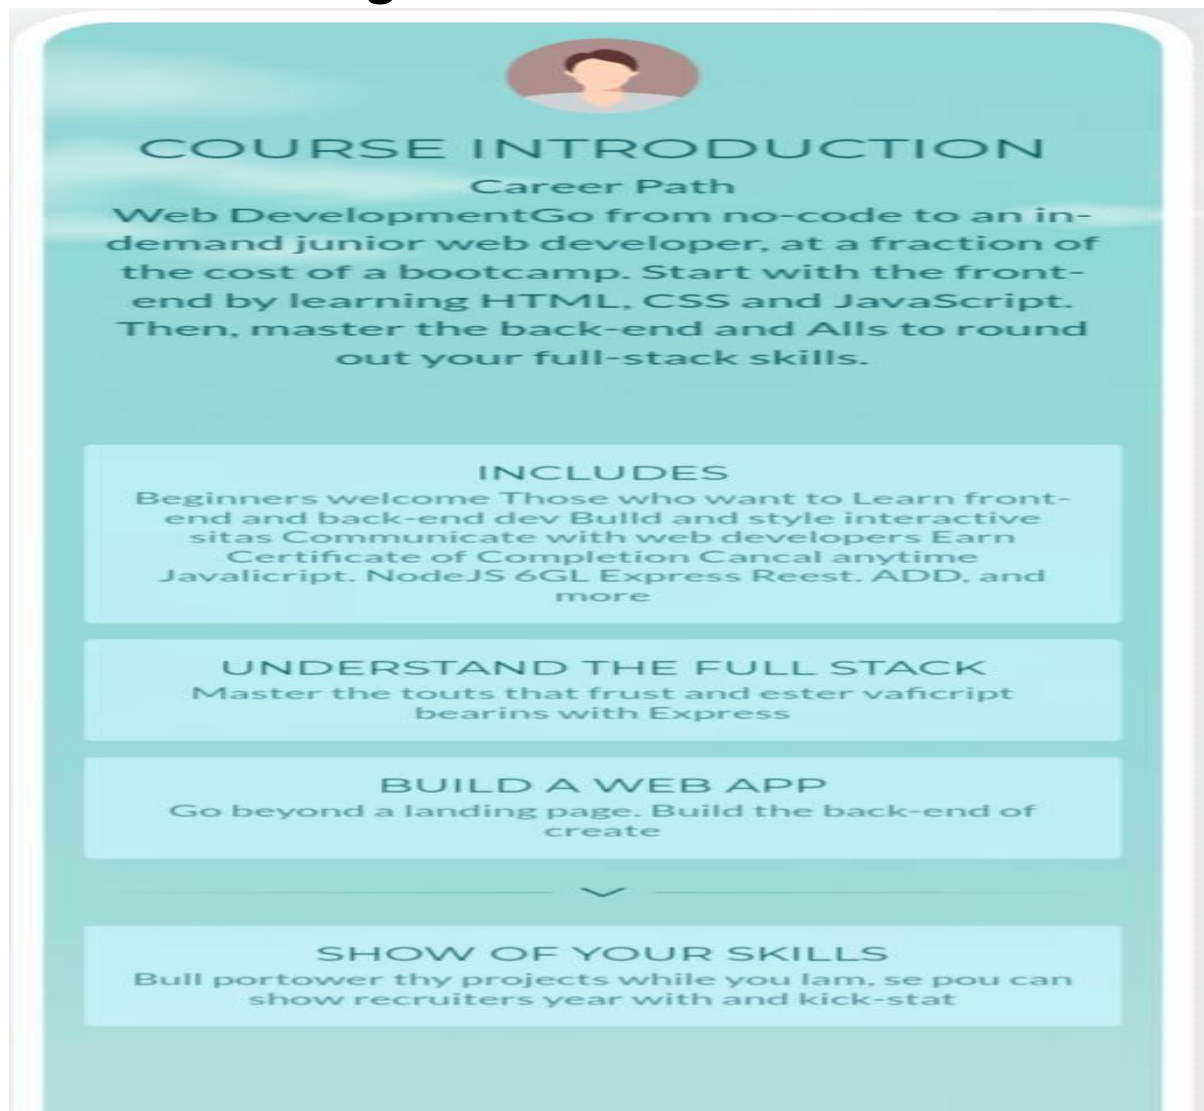 COURSE INTRODUCTION
Career Path
Web DevelopmentGo from no-code to an in-
demand junior web developer, at a fraction of
the cost of a bootcamp. Start with the front-
end by learning HTML, CSS and JavaScript.
Then, master the back-end and Alls to round
out your full-stack skills.
INCLUDES
Beginners welcome Those who want to Learn front-
end and back-end dev Bulld and style interactive
sitas Communicate with web developers Earn
Certificate of Completion Cancal anytime
Javalicript. NodeJS 6GL Express Reest. ADD, and
more
UNDERSTAND THE FULL STACK
Master the touts that frust and ester vaficript
bearins with Express
BUILD A WEB APP
Go beyond a landing page. Build the back-end of
create
SHOW OF YOUR SKILLS
Bull portower thy projects while you lam, se pou can
show recruiters year with and kick-stat